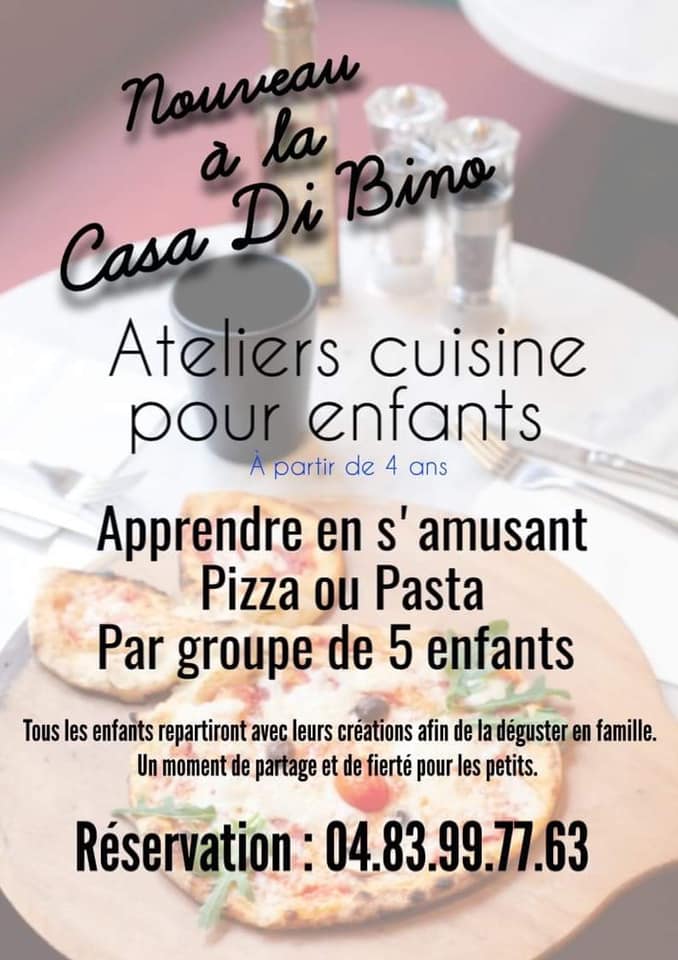 Nouveau
à la
Casa Di Bino
Ateliers cuisine
pour enfants
À partir de 4 ans
Apprendre en s'amusant
Pizza ou Pasta
Par groupe de 5 enfants
Tous les enfants repartiront avec leurs créations afin de la déguster en famille.
Un moment de partage et de fierté pour les petits.
Réservation : 04.83.99.77.63